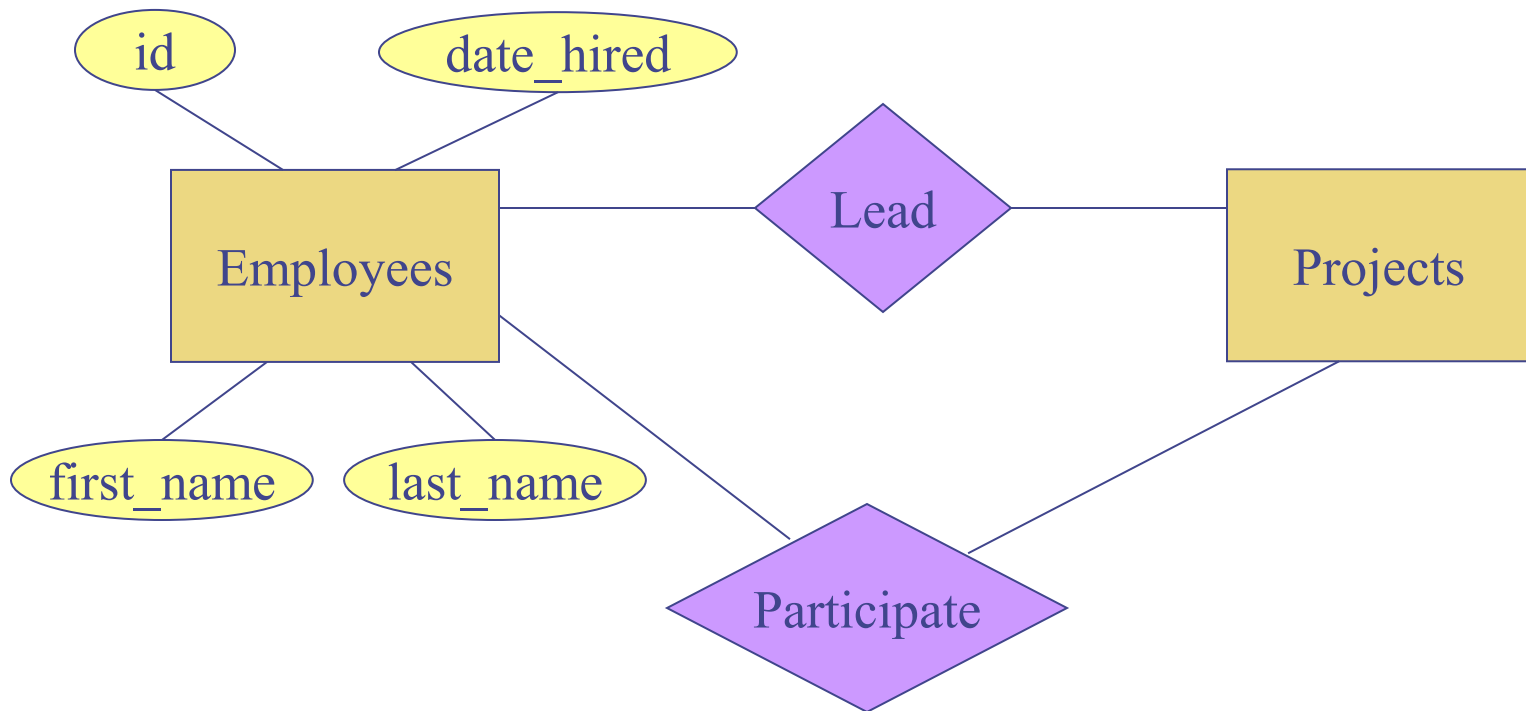 id
date_hired
Lead
Employees
Projects
first_name
last_name
Participate